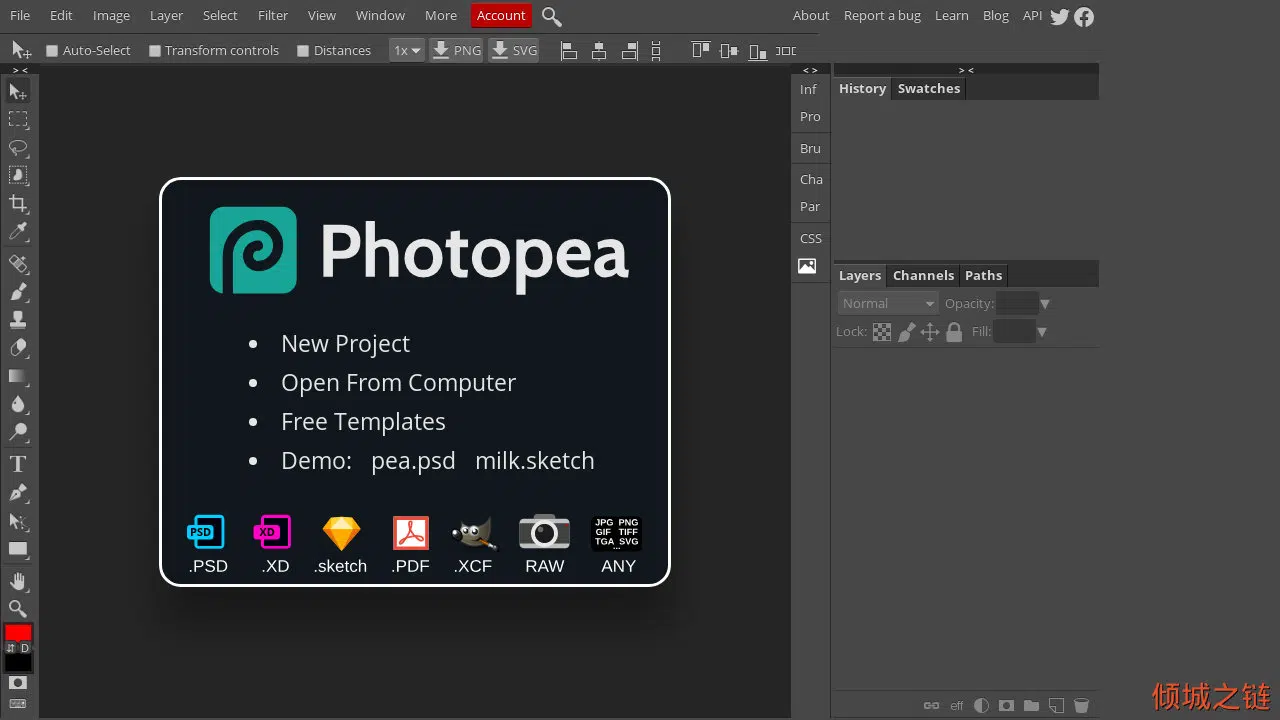 File Edit Image Layer Select Filter View Window More Account About Report a bug Learn Blog API
Auto-Select Transform controls Distances 1x PNG SVG
> < < > > <
Inf
Pro
Bru
Cha
Par
CSS
History Swatches
Photopea
New Project
Open From Computer
Free Templates
Demo: pea.psd milk.sketch
PSD XD JPG PNG
GIF TIFF
TGA SVG
...
.PSD .XD .sketch .PDF .XCF RAW ANY
Layers Channels Paths
Normal Opacity:
Lock: Fill:
T
D
eff
倾城之链